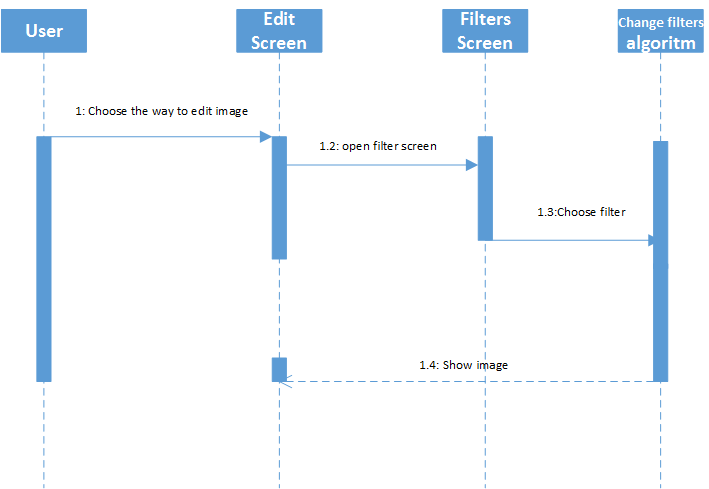 User
Edit
Screen
Filters
Screen
Change filters
algoritm
1: Choose the way to edit image
1.2: open filter screen
1.3:Choose filter
1.4: Show image